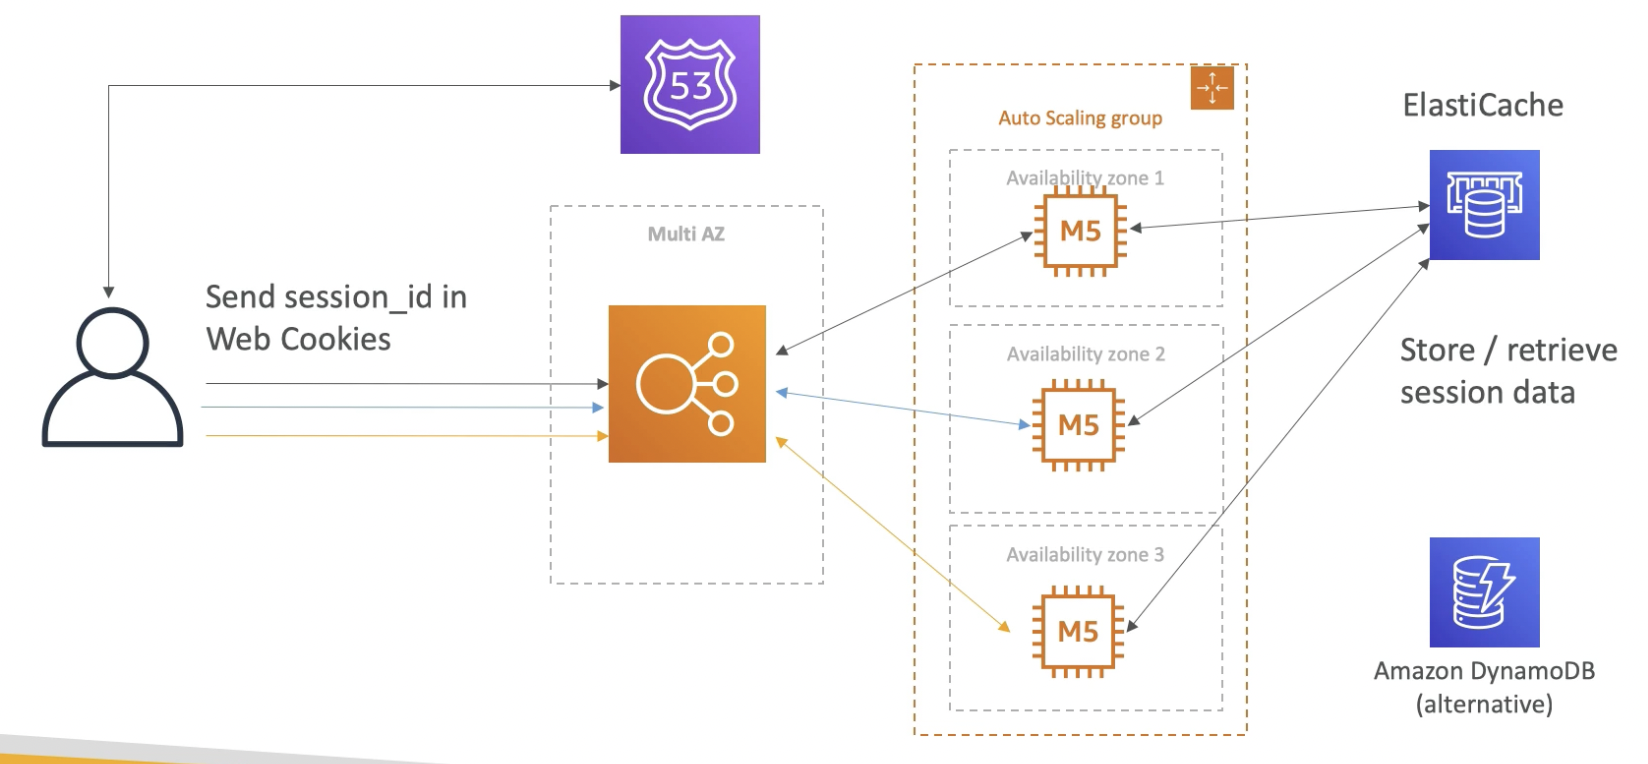 53
ElastiCache
Auto Scaling group
Availability zone 1
M5
Multi AZ
Send session_id in
Web Cookies
Availability zone 2
M5
Store / retrieve
session data
Availability zone 3
M5
Amazon DynamoDB
(alternative)